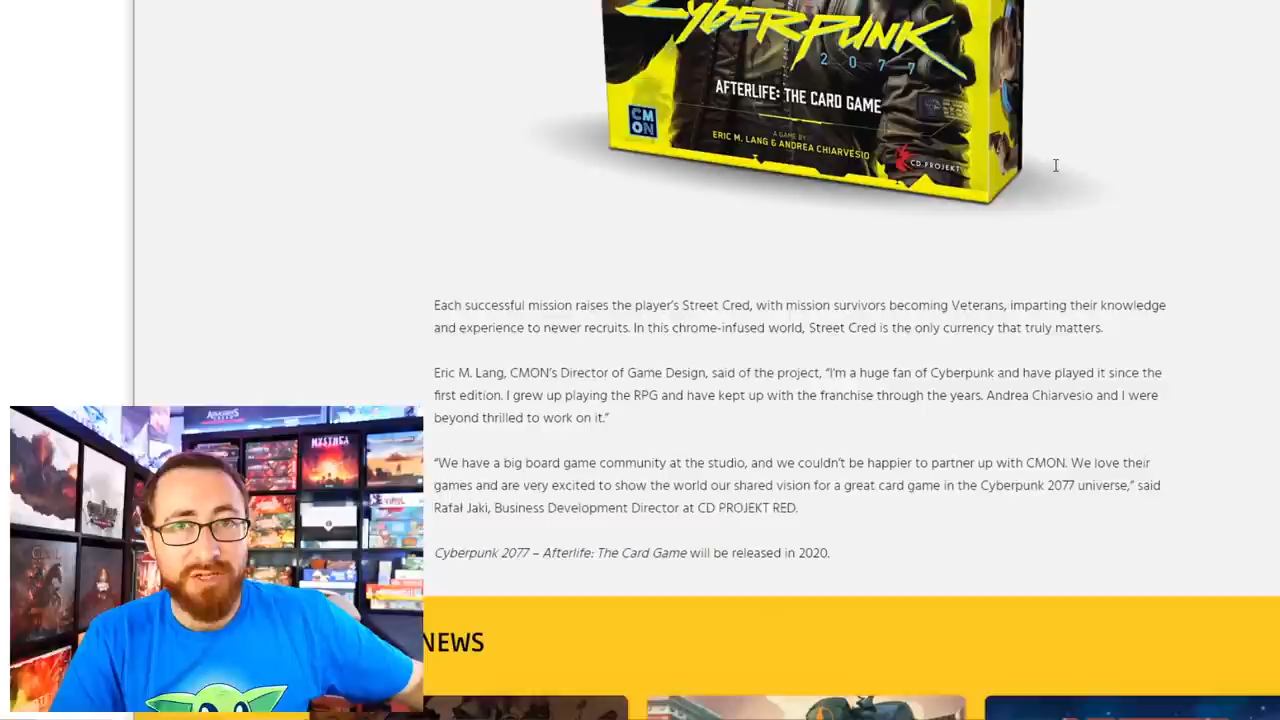 CYBERPUNK
2077
AFTERLIFE: THE CARD GAME
CMON
A GAME BY
ERIC M. LANG & ANDREA CHIARVESIO
CD PROJEKT
Each successful mission raises the player's Street Cred, with mission survivors becoming Veterans, imparting their knowledge
and experience to newer recruits. In this chrome-infused world, Street Cred is the only currency that truly matters.
Eric M. Lang, CMON's Director of Game Design, said of the project, “I'm a huge fan of Cyberpunk and have played it since the
first edition. I grew up playing the RPG and have kept up with the franchise through the years. Andrea Chiarvesio and I were
beyond thrilled to work on it.”
“We have a big board game community at the studio, and we couldn't be happier to partner up with CMON. We love their
games and are very excited to show the world our shared vision for a great card game in the Cyberpunk 2077 universe,” said
Rafał Jaki, Business Development Director at CD PROJEKT RED.
Cyberpunk 2077 – Afterlife: The Card Game will be released in 2020.
NEWS
MYSTHEA